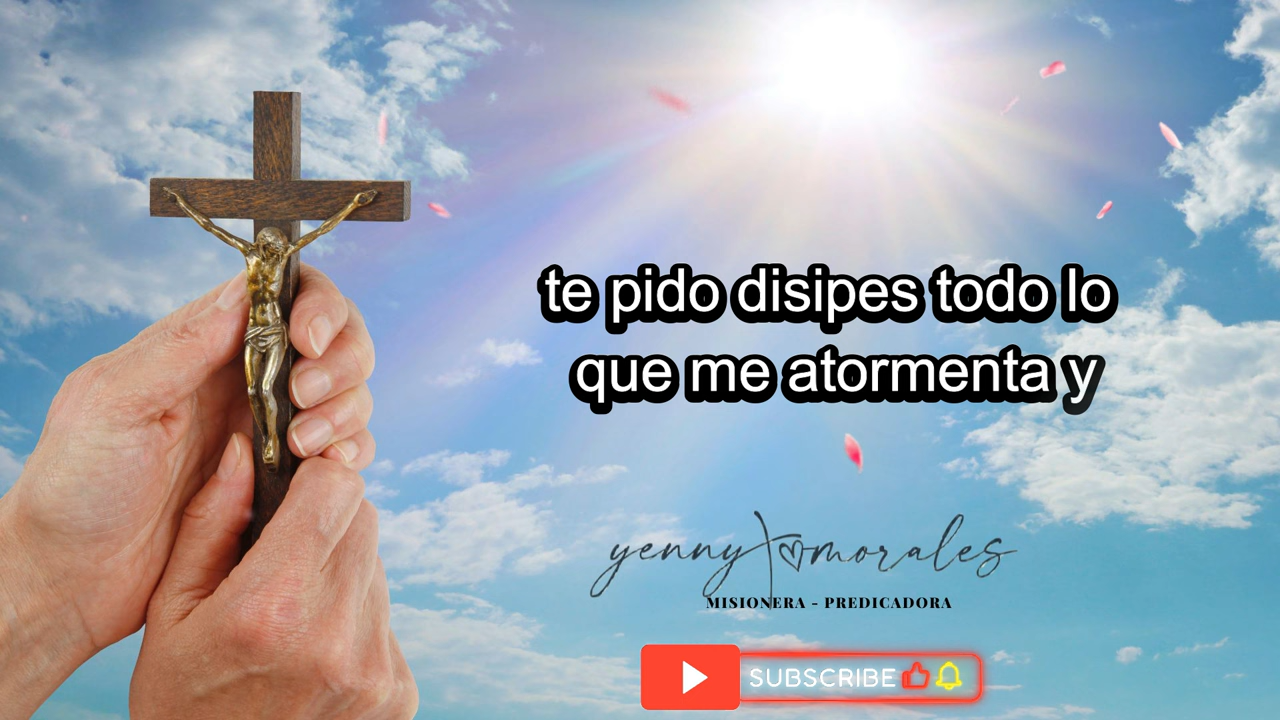 te pido disipes todo lo
que me atormenta y
yenny morales
MISIONERA - PREDICADORA
SUBSCRIBE